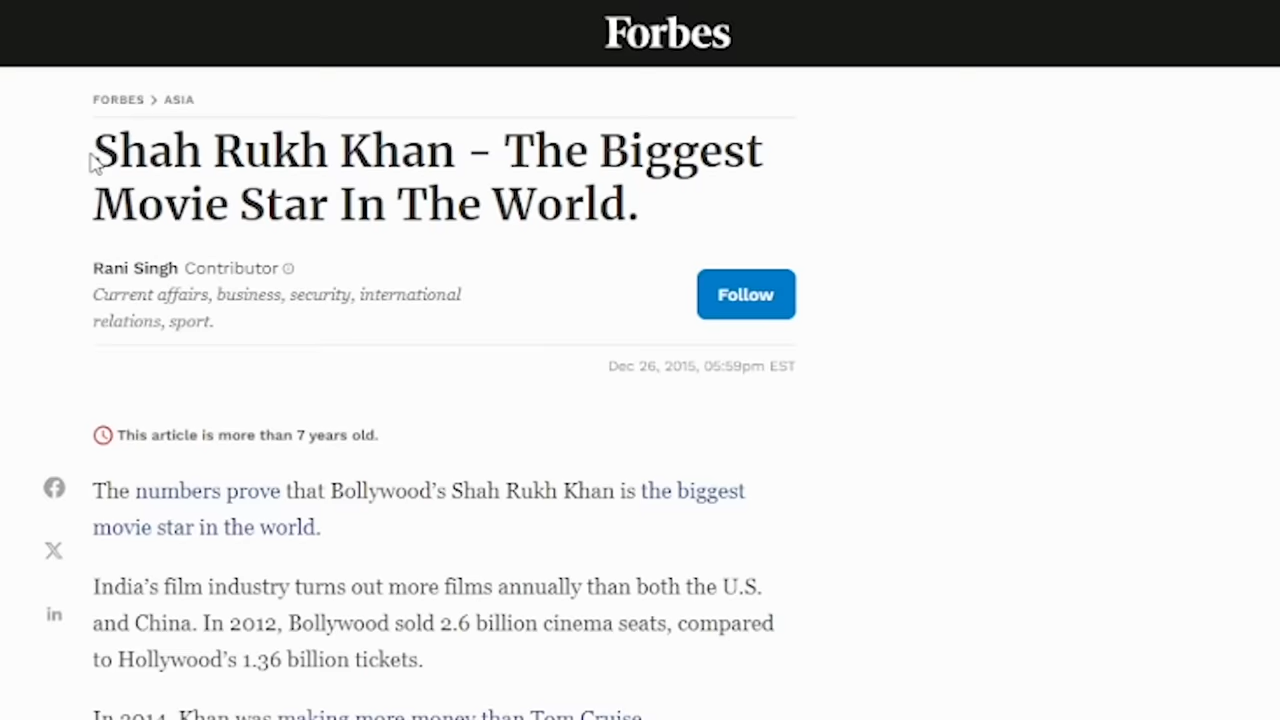 Forbes
FORBES > ASIA
Shah Rukh Khan - The Biggest
Movie Star In The World.
Rani Singh Contributor
Current affairs, business, security, international
relations, sport.
Follow
Dec 26, 2015, 05:59pm EST
This article is more than 7 years old.
The numbers prove that Bollywood's Shah Rukh Khan is the biggest
movie star in the world.
India's film industry turns out more films annually than both the U.S.
and China. In 2012, Bollywood sold 2.6 billion cinema seats, compared
to Hollywood's 1.36 billion tickets.
In 2014, Khan was making more money than Tom Cruise